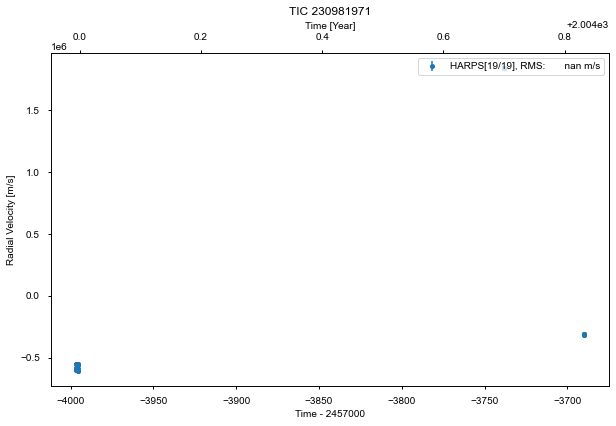 TIC 230981971
Time [Year]
+2.004e3
0.0 0.2 0.4 0.6 0.8
1e6
HARPS[19/19], RMS: nan m/s
1.5
1.0
0.5
0.0
−0.5
Radial Velocity [m/s]
−4000 −3950 −3900 −3850 −3800 −3750 −3700
Time - 2457000